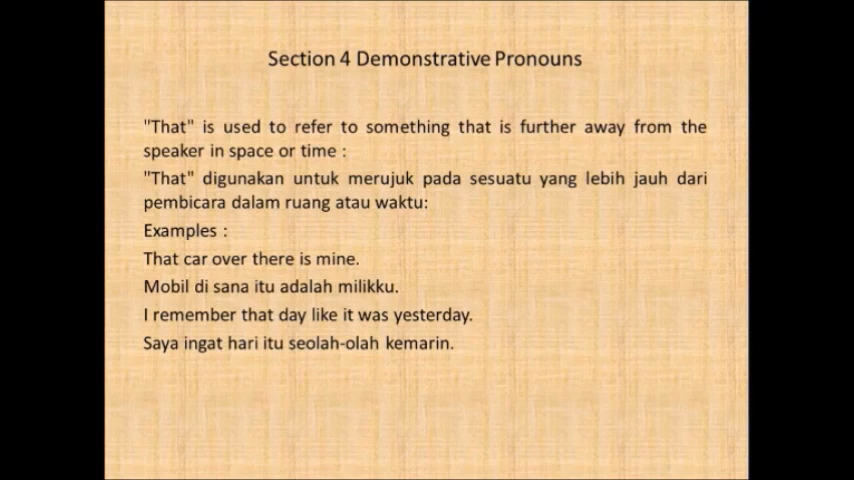 Section 4 Demonstrative Pronouns
"That" is used to refer to something that is further away from the
speaker in space or time :
"That" digunakan untuk merujuk pada sesuatu yang lebih jauh dari
pembicara dalam ruang atau waktu:
Examples :
That car over there is mine.
Mobil di sana itu adalah milikku.
I remember that day like it was yesterday.
Saya ingat hari itu seolah-olah kemarin.